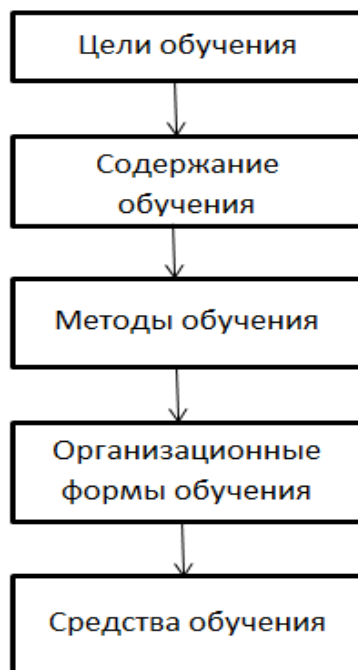 Цели обучения
Содержание
обучения
Методы обучения
Организационные
формы обучения
Средства обучения